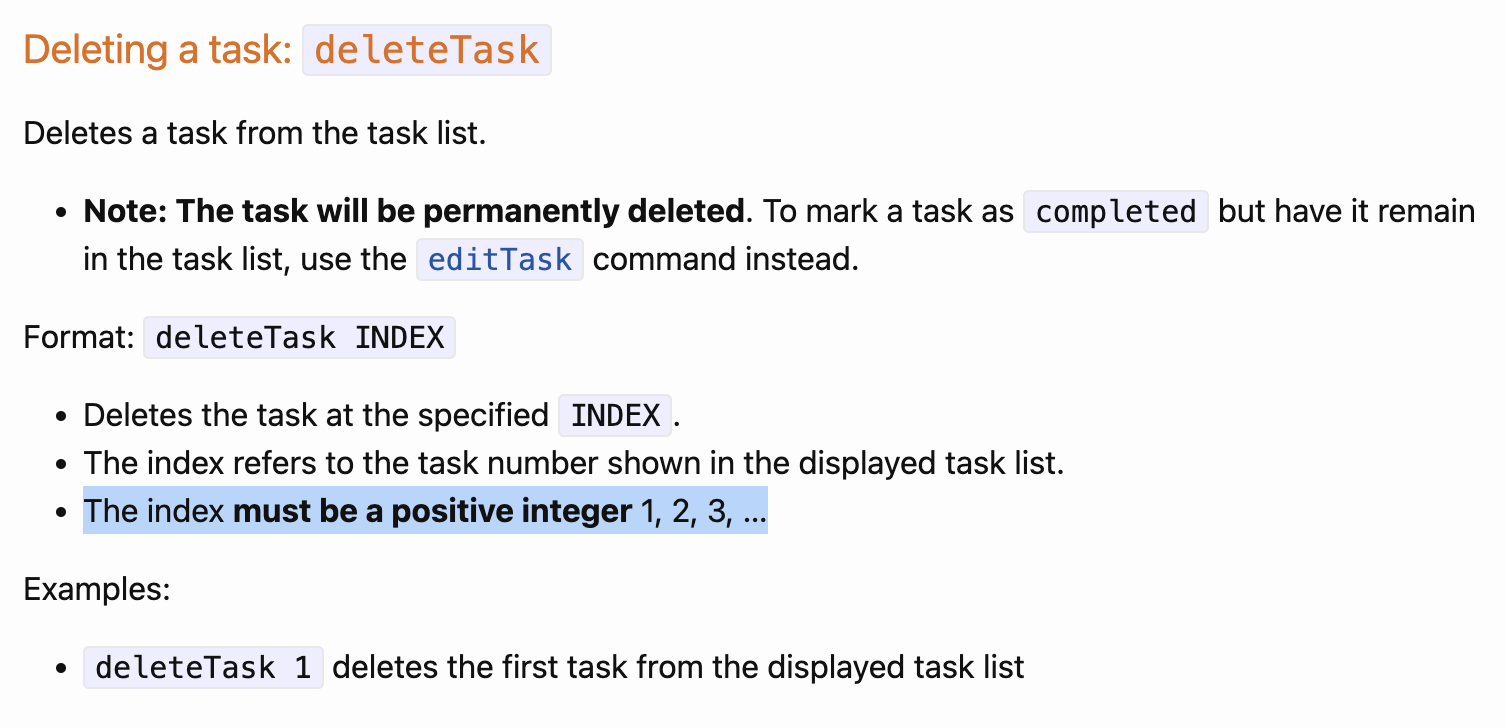 Deleting a task: deleteTask
Deletes a task from the task list.
• Note: The task will be permanently deleted. To mark a task as completed but have it remain
in the task list, use the editTask command instead.
Format: deleteTask INDEX
• Deletes the task at the specified INDEX.
• The index refers to the task number shown in the displayed task list.
• The index must be a positive integer 1, 2, 3, ...
Examples:
• deleteTask 1 deletes the first task from the displayed task list